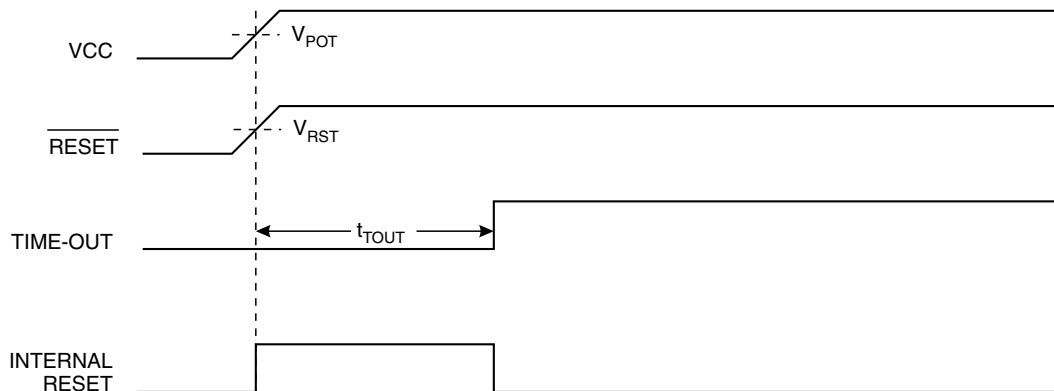 VCC
V_POT
RESET
V_RST
TIME-OUT
t_TOUT
INTERNAL
RESET